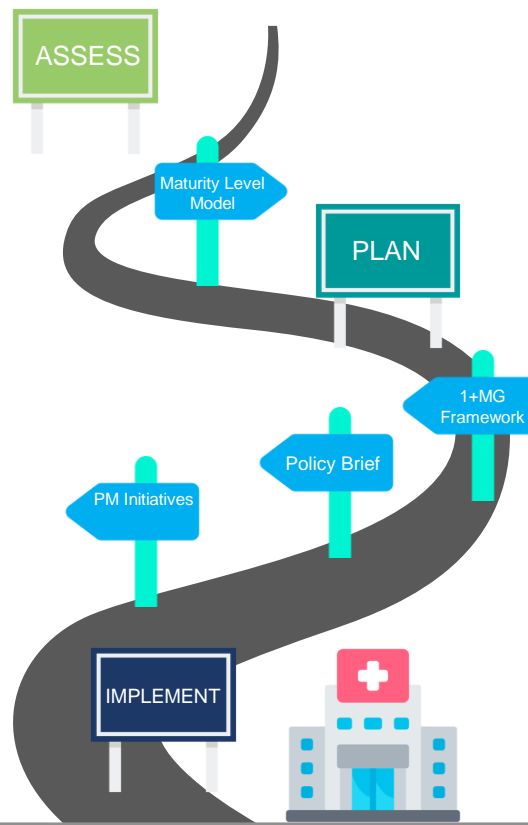 ASSESS
Maturity Level
Model
PLAN
1+MG
Framework
Policy Brief
PM Initiatives
IMPLEMENT